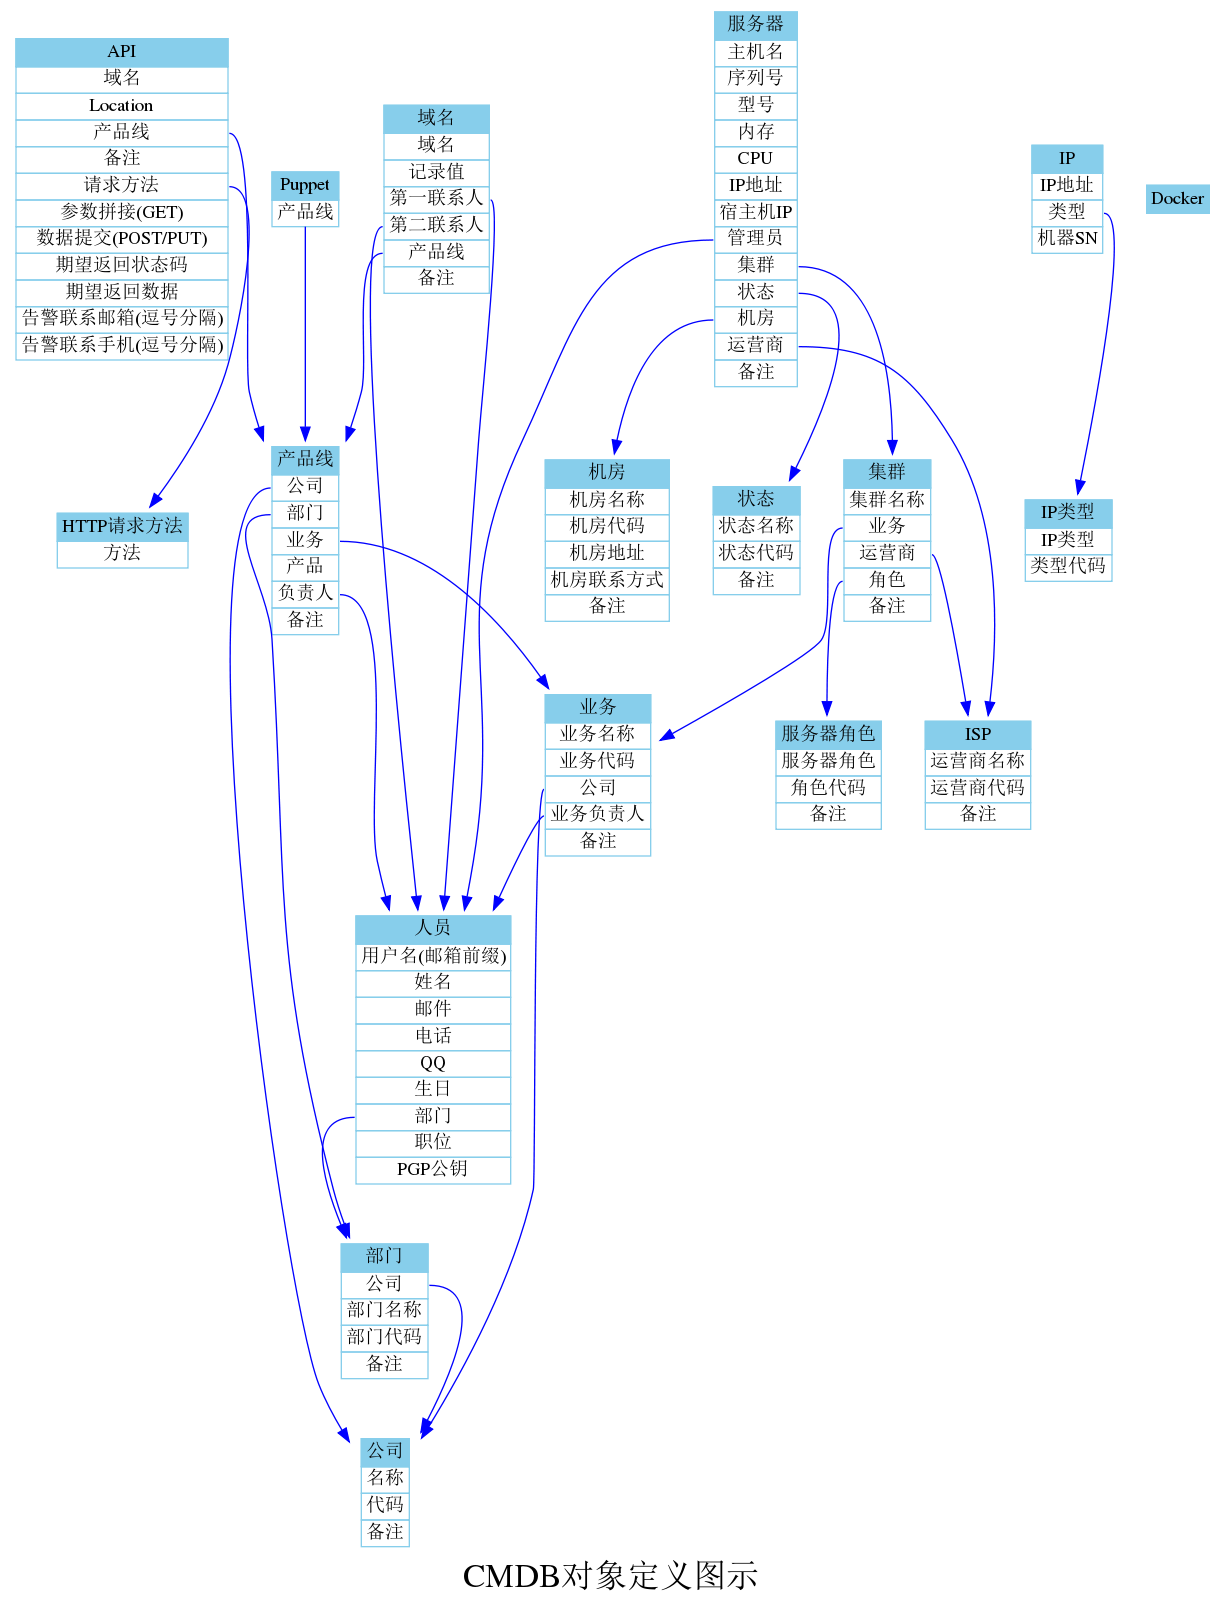 API
域名
Location
产品线
备注
请求方法
参数拼接(GET)
数据提交(POST/PUT)
期望返回状态码
期望返回数据
告警联系邮箱(逗号分隔)
告警联系手机(逗号分隔)
Puppet
产品线
域名
域名
记录值
第一联系人
第二联系人
产品线
备注
服务器
主机名
序列号
型号
内存
CPU
IP地址
宿主机IP
管理员
集群
状态
机房
运营商
备注
IP
IP地址
类型
机器SN
Docker
HTTP请求方法
方法
产品线
公司
部门
业务
产品
负责人
备注
机房
机房名称
机房代码
机房地址
机房联系方式
备注
状态
状态名称
状态代码
备注
集群
集群名称
业务
运营商
角色
备注
IP类型
IP类型
类型代码
业务
业务名称
业务代码
公司
业务负责人
备注
服务器角色
服务器角色
角色代码
备注
ISP
运营商名称
运营商代码
备注
人员
用户名(邮箱前缀)
姓名
邮件
电话
QQ
生日
部门
职位
PGP公钥
部门
公司
部门名称
部门代码
备注
公司
名称
代码
备注
CMDB对象定义图示